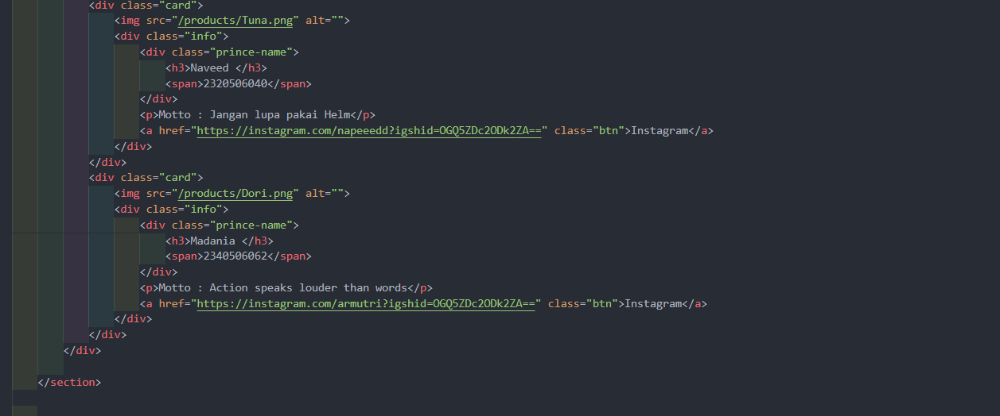 <div class="card">
<img src="/products/Tuna.png" alt="">
<div class="info">
<div class="prince-name">
<h3>Naveed </h3>
<span>2320506040</span>
</div>
<p>Motto : Jangan lupa pakai Helm</p>
<a href="https://instagram.com/napeeedd?igshid=OGQ5ZDc2ODk2ZA==" class="btn">Instagram</a>
</div>
</div>
<div class="card">
<img src="/products/Dori.png" alt="">
<div class="info">
<div class="prince-name">
<h3>Madania </h3>
<span>2340506062</span>
</div>
<p>Motto : Action speaks louder than words</p>
<a href="https://instagram.com/armutri?igshid=OGQ5ZDc2ODk2ZA==" class="btn">Instagram</a>
</div>
</div>
</div>
</section>